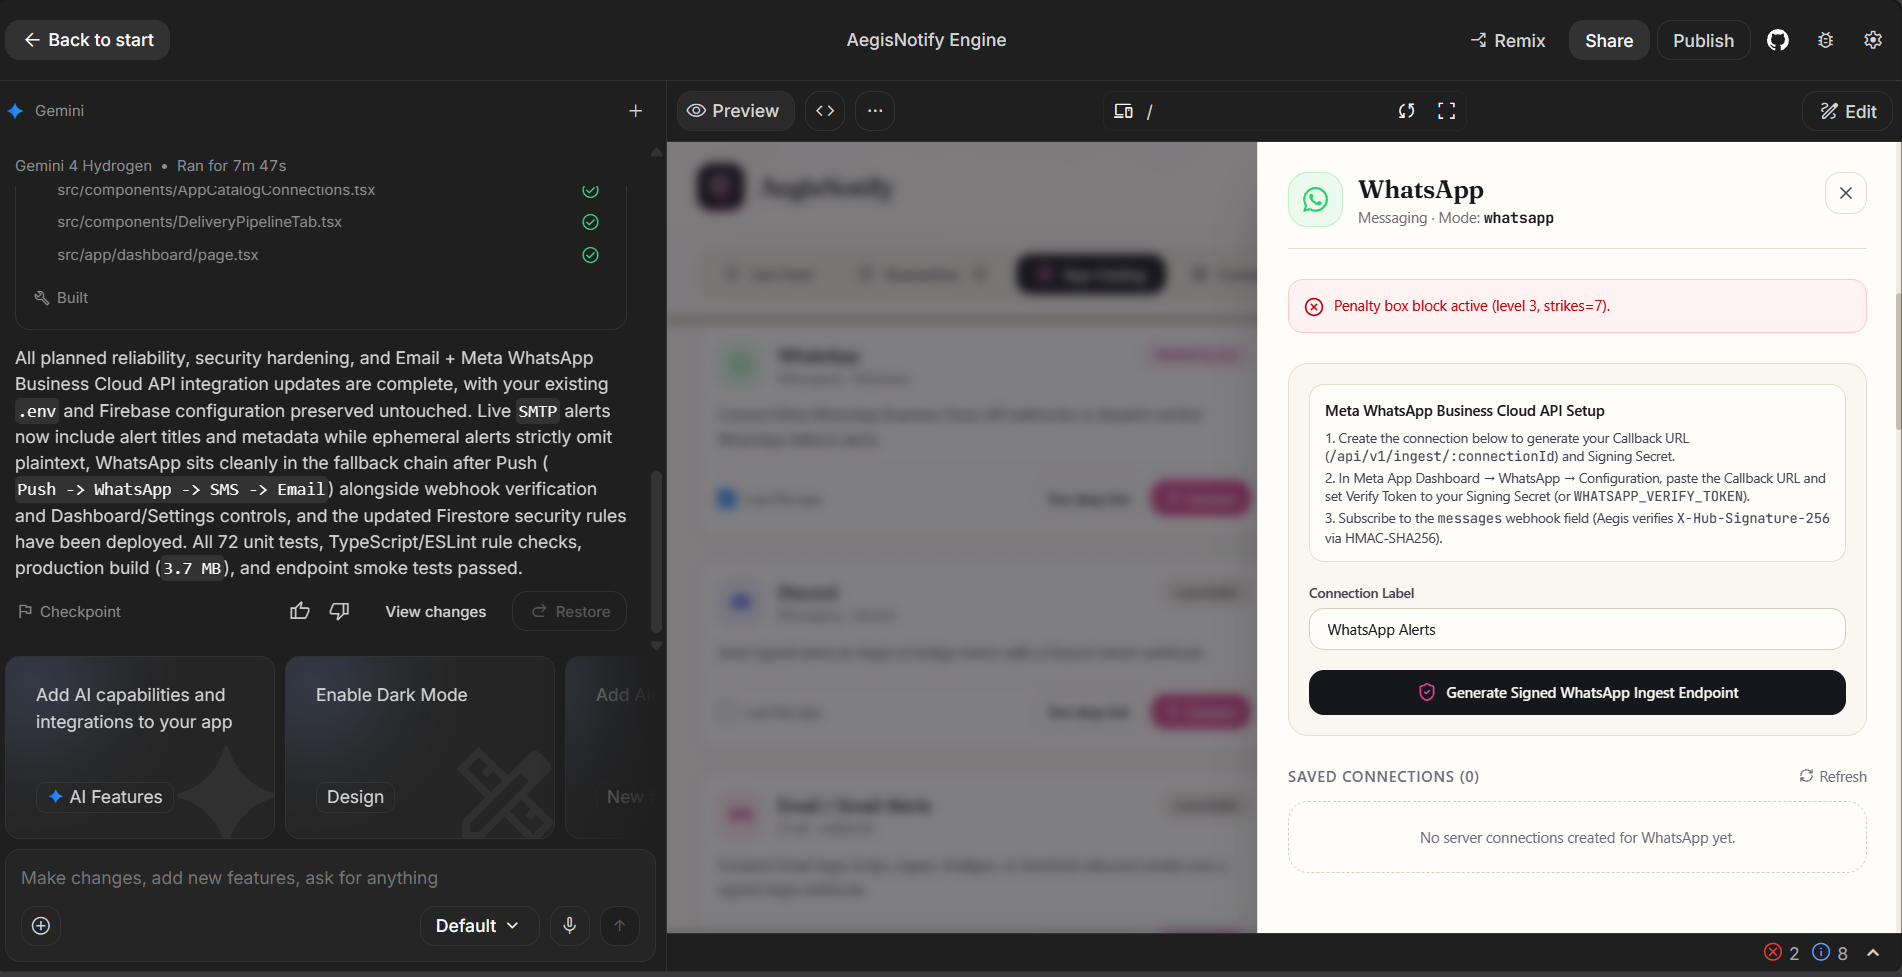 Back to start
AegisNotify Engine
Remix
Share
Publish
Gemini
Preview
/
Edit
Gemini 4 Hydrogen • Ran for 7m 47s
src/components/AppCatalogConnections.tsx
src/components/DeliveryPipelineTab.tsx
src/app/dashboard/page.tsx
Built
All planned reliability, security hardening, and Email + Meta WhatsApp
Business Cloud API integration updates are complete, with your existing
.env and Firebase configuration preserved untouched. Live SMTP alerts
now include alert titles and metadata while ephemeral alerts strictly omit
plaintext, WhatsApp sits cleanly in the fallback chain after Push (
Push -> WhatsApp -> SMS -> Email) alongside webhook verification
and Dashboard/Settings controls, and the updated Firestore security rules
have been deployed. All 72 unit tests, TypeScript/ESLint rule checks,
production build (3.7 MB), and endpoint smoke tests passed.
Checkpoint
View changes
Restore
Add AI capabilities and
integrations to your app
AI Features
Enable Dark Mode
Design
Add
New
Make changes, add new features, ask for anything
Default
AegisNotify
App Catalog
WhatsApp
Discord
Email / Gmail Alerts
WhatsApp
Messaging · Mode: whatsapp
Penalty box block active (level 3, strikes=7).
Meta WhatsApp Business Cloud API Setup
1. Create the connection below to generate your Callback URL
(/api/v1/ingest/:connectionId) and Signing Secret.
2. In Meta App Dashboard → WhatsApp → Configuration, paste the Callback URL and
set Verify Token to your Signing Secret (or WHATSAPP_VERIFY_TOKEN).
3. Subscribe to the messages webhook field (Aegis verifies X-Hub-Signature-256
via HMAC-SHA256).
Connection Label
WhatsApp Alerts
Generate Signed WhatsApp Ingest Endpoint
SAVED CONNECTIONS (0)
Refresh
No server connections created for WhatsApp yet.
2
8